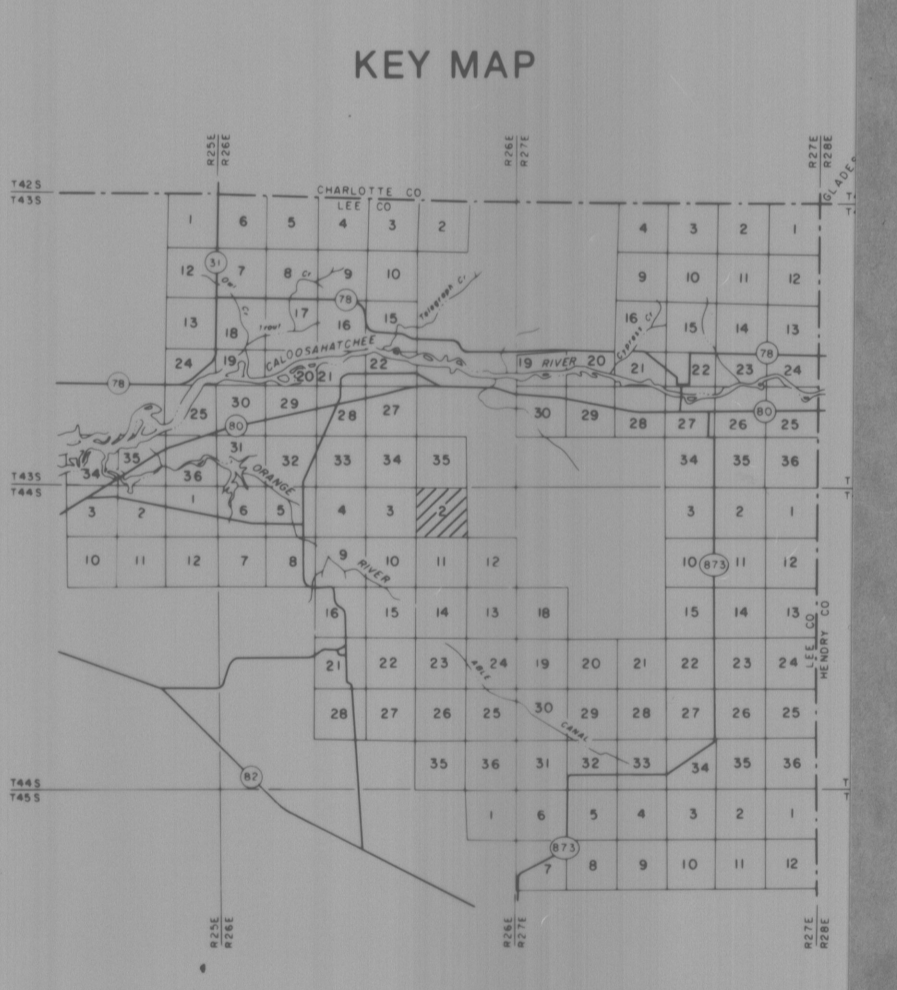 KEY MAP
R25E
R26E
R26E
R27E
R27E
R28E
T42S
T43S
CHARLOTTE CO
LEE CO
T
T
1 6 5 4 3 2 4 3 2 1
31
12 7 8 Cr 9 10 9 10 11 12
Owl Cr
78
Telegraph Cr
13 18 17 16 15 16 15 14 13
Trout
Cypress Cr
CALOOSAHATCHEE
24 19 20 21 22 19 RIVER 20 21 22 23 24
78
78
25 30 29 28 27 30 29 28 27 26 25
80
80
34 35 36 31 32 33 34 35 34 35 36
ORANGE
T43S
T44S
T
T
3 2 1 6 5 4 3 2 3 2 1
10 11 12 7 8 9 10 11 12 10 11 12
RIVER
873
16 15 14 13 18 15 14 13
LEE CO
HENDRY CO
21 22 23 24 19 20 21 22 23 24
ABLE
28 27 26 25 30 29 28 27 26 25
CANAL
35 36 31 32 33 34 35 36
82
T44S
T45S
T
T
1 6 5 4 3 2 1
873
7 8 9 10 11 12
R25E
R26E
R26E
R27E
R27E
R28E